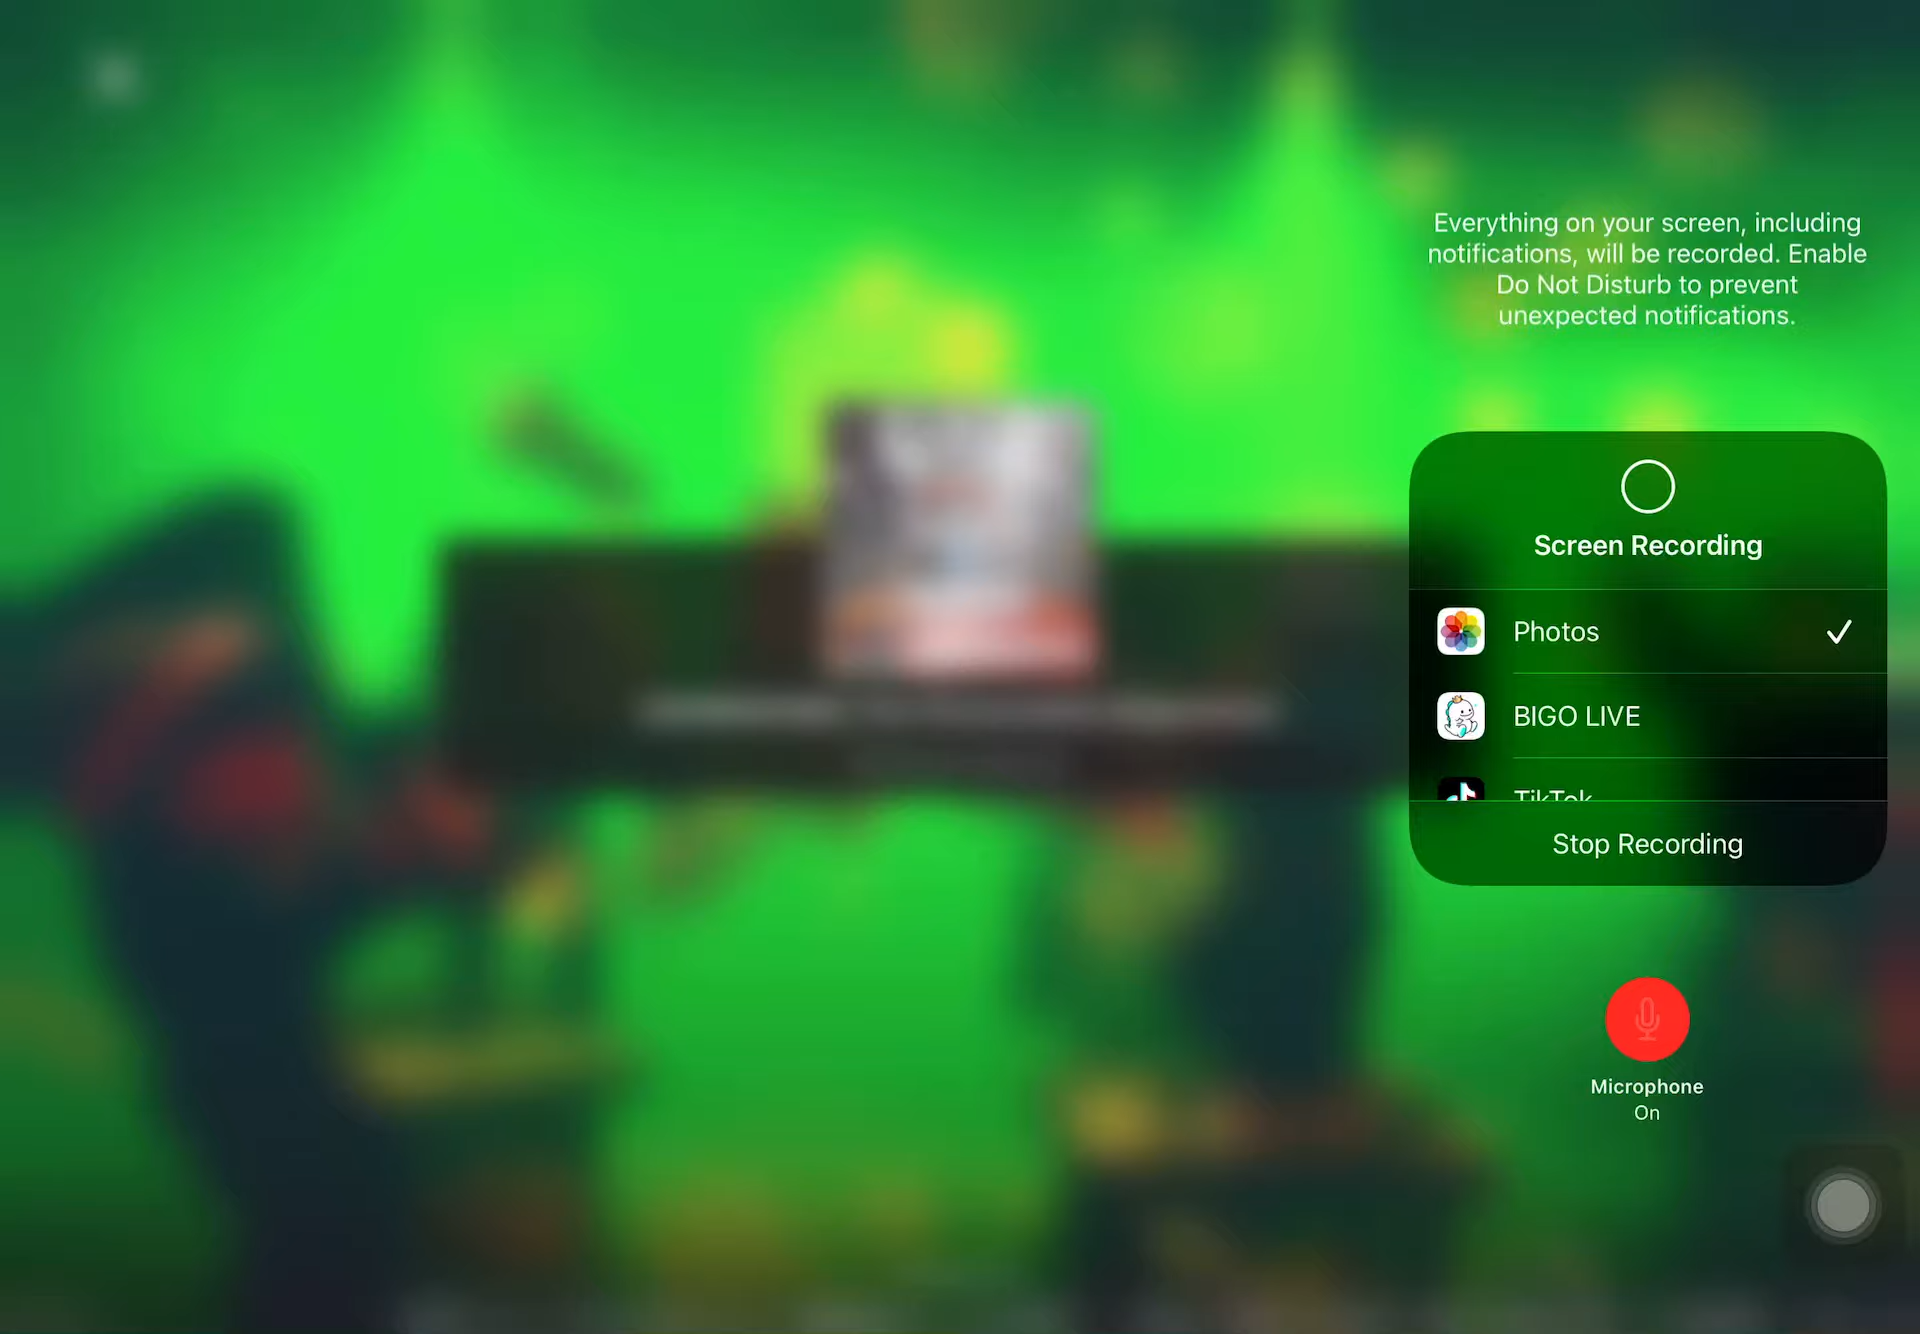 Everything on your screen, including
notifications, will be recorded. Enable
Do Not Disturb to prevent
unexpected notifications.
Screen Recording
Photos
BIGO LIVE
TikTok
Stop Recording
Microphone
On